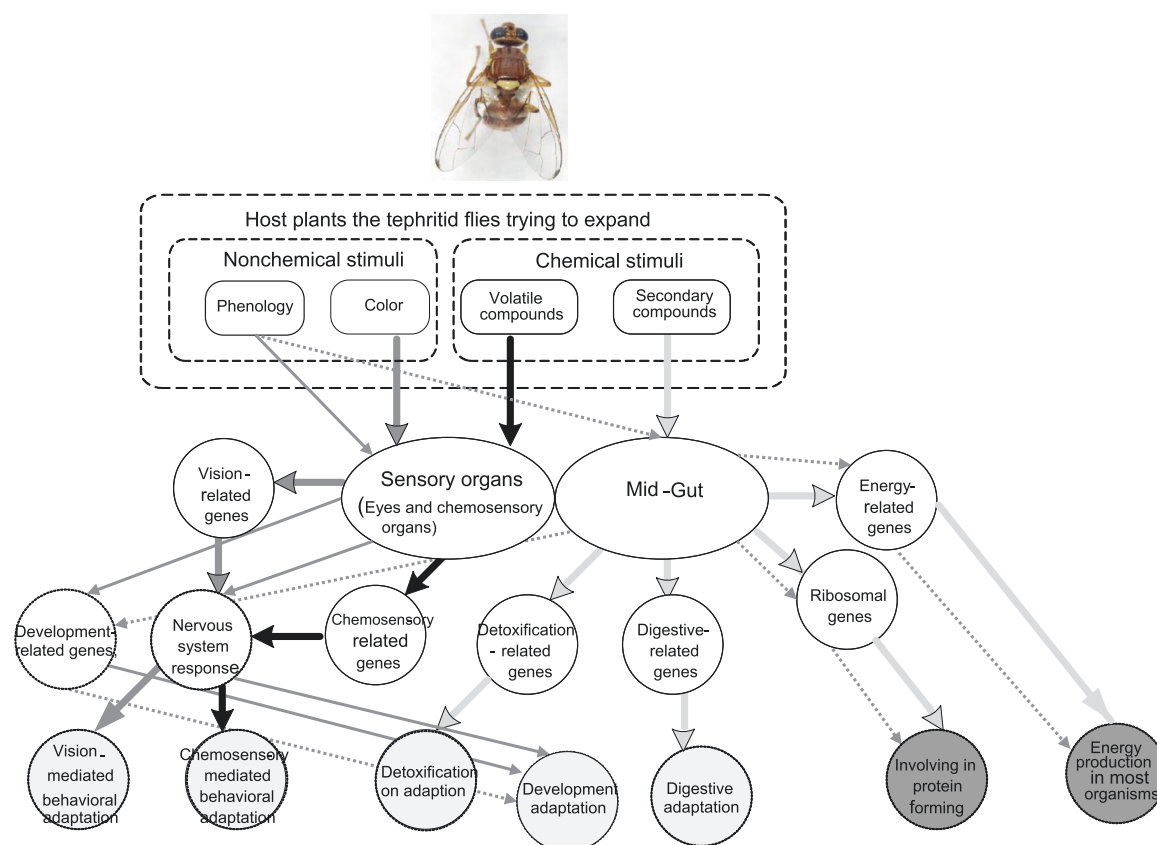 Host plants the tephritid flies trying to expand
Nonchemical stimuli
Chemical stimuli
Phenology
Color
Volatile
compounds
Secondary
compounds
Sensory organs
(Eyes and chemosensory
organs)
Mid-Gut
Vision-
related
genes
Energy-
related
genes
Development-
related genes,
Nervous
system
response
Chemosensory-
related
genes
Detoxification
- related
genes
Digestive-
related
genes
Ribosomal
genes
Vision-
mediated
behavioral
adaptation
Chemosensery
mediated
behavioral
adaptation
Detoxification
on adaption
Development
adaptation
Digestive
adaptation
Involving in
protein
forming
Energy
production
in most
organisms